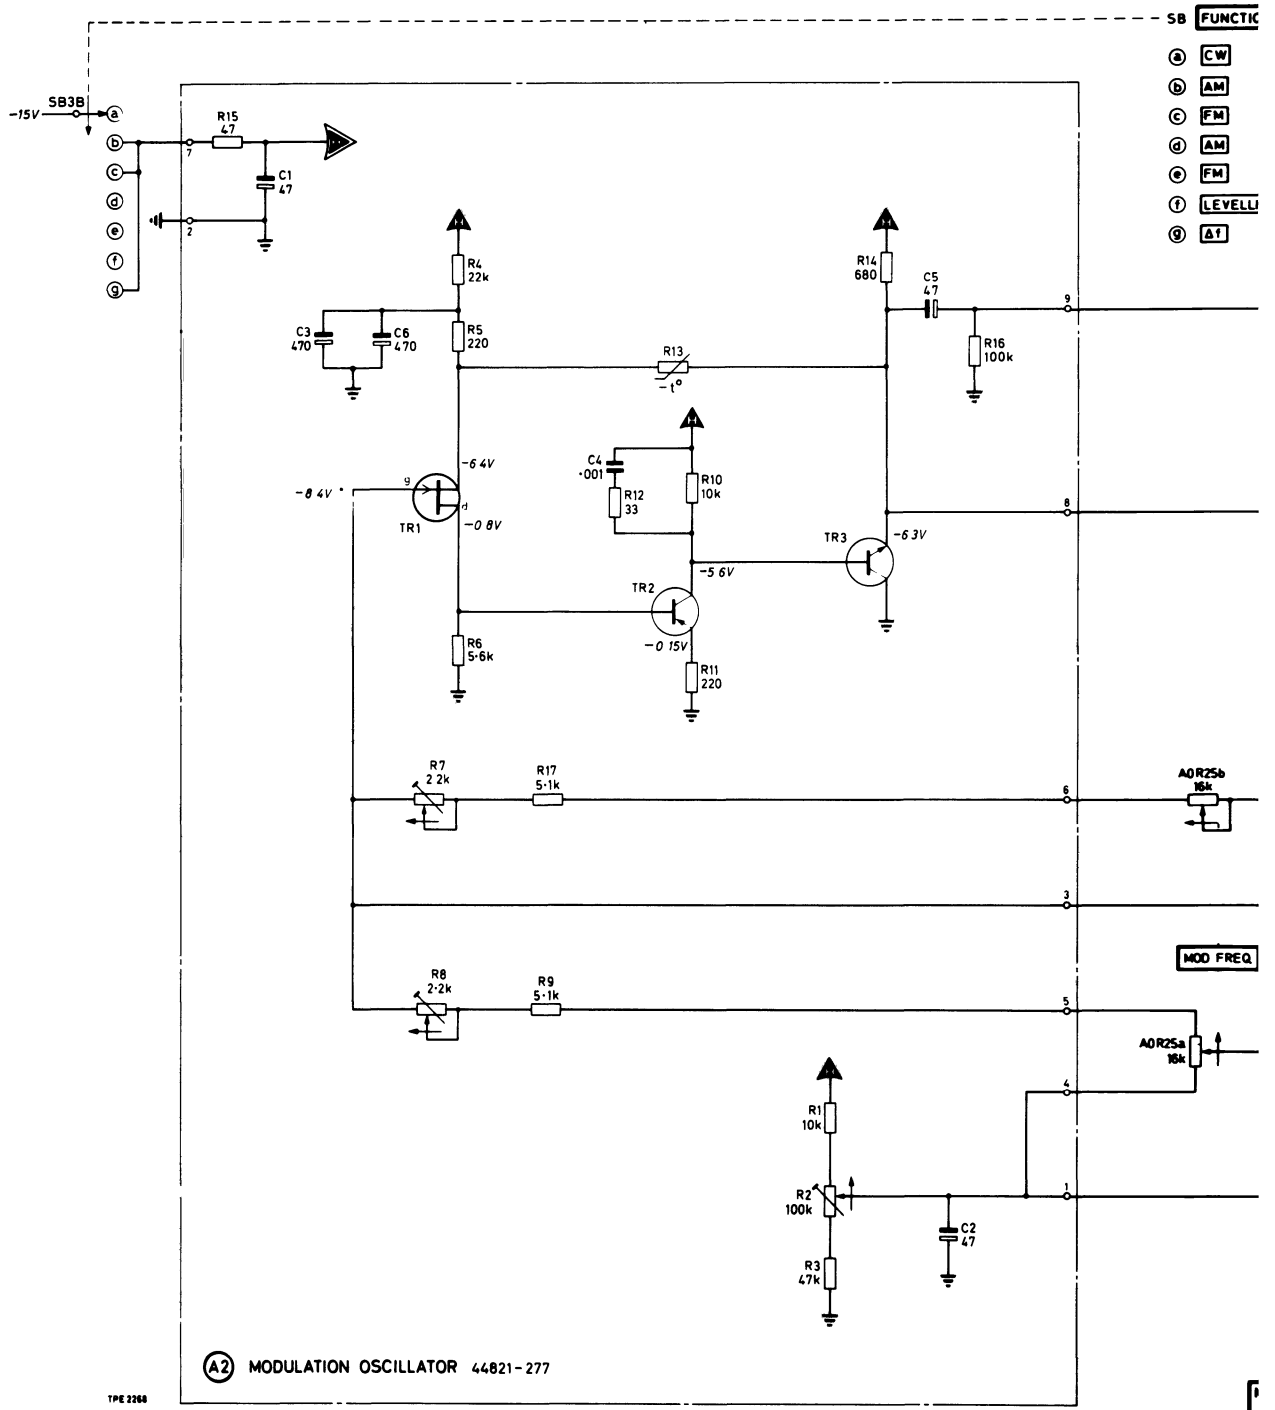 SB FUNCTIO
a CW
b AM
c FM
d AM
e FM
f LEVELLI
g Δf
-15V SB3B a
b
c
d
e
f
g
R15
47
7
C1
47
2
R4
22k
R14
680
C5
47
9
C3
470
C6
470
R5
220
R13
-t°
R16
100k
C4
·001
R10
10k
R12
33
-6 4V
-8 4V
g
d
TR1
-0 8V
8
TR3
-6 3V
-5 6V
TR2
-0 15V
R6
5·6k
R11
220
R7
2 2k
R17
5·1k
6
A0R25b
16k
3
MOD FREQ
R8
2·2k
R9
5·1k
5
A0R25a
16k
4
R1
10k
R2
100k
1
C2
47
R3
47k
A2 MODULATION OSCILLATOR 44821-277
TPE 2268